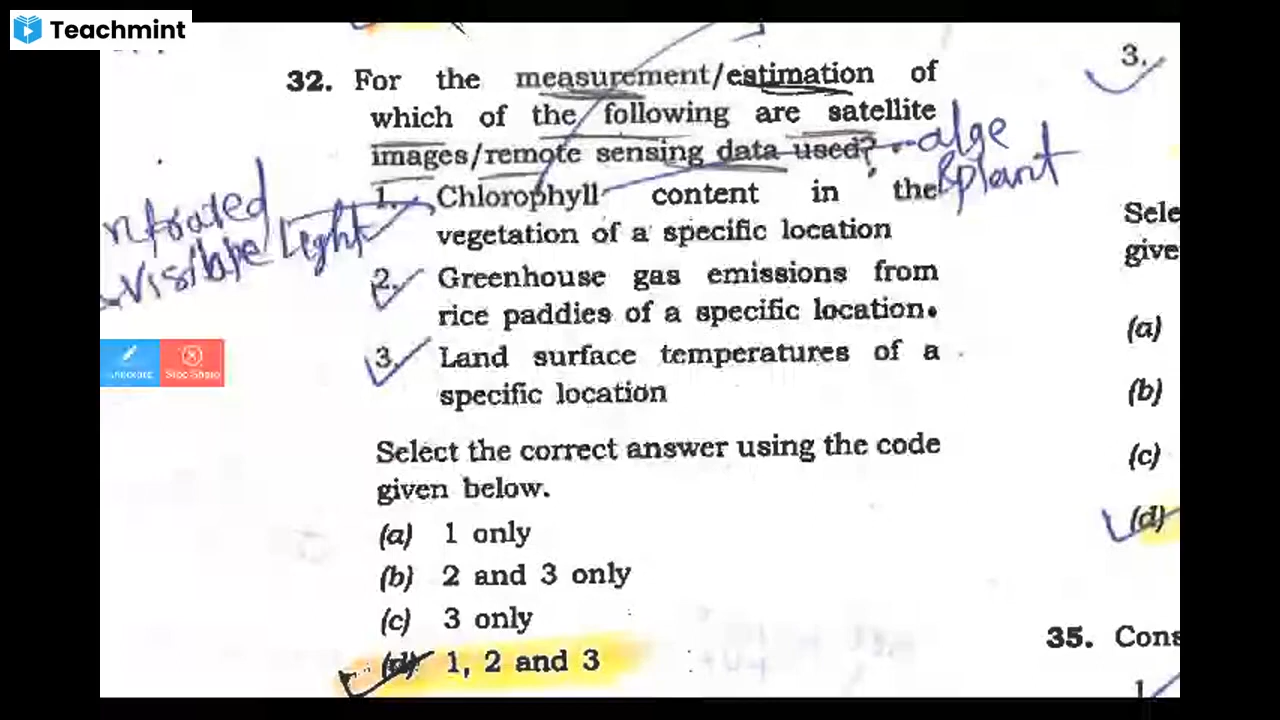 Teachmint
32. For the measurement/estimation of
which of the following are satellite
images/remote sensing data used?
alge
& plant
1. Chlorophyll content in the
vegetation of a specific location
visible Light
2. Greenhouse gas emissions from
rice paddies of a specific location.
3. Land surface temperatures of a
specific location
Select the correct answer using the code
given below.
(a) 1 only
(b) 2 and 3 only
(c) 3 only
(d) 1, 2 and 3
3.
Sele
give
(a)
(b)
(c)
(d)
35. Cons
1